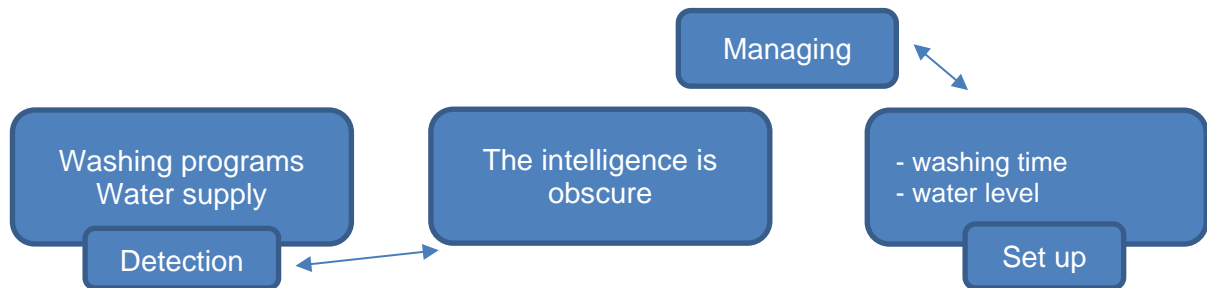 Managing
Washing programs
Water supply
Detection
The intelligence is
obscure
- washing time
- water level
Set up